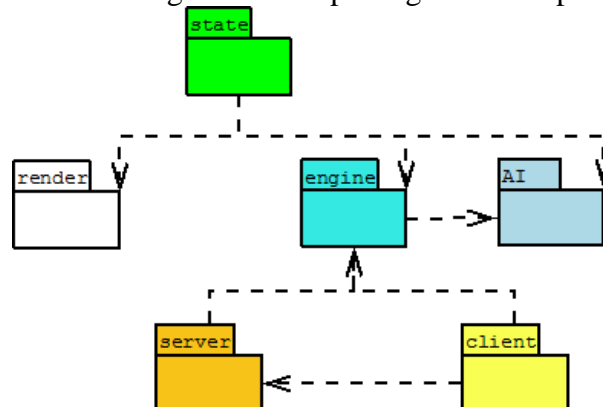 state
render
engine
AI
server
client